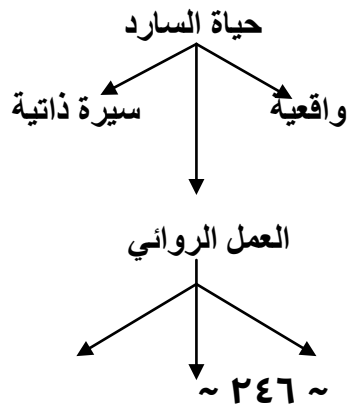 حياة السارد
واقعية سيرة ذاتية
العمل الروائي
~ ٢٤٦ ~